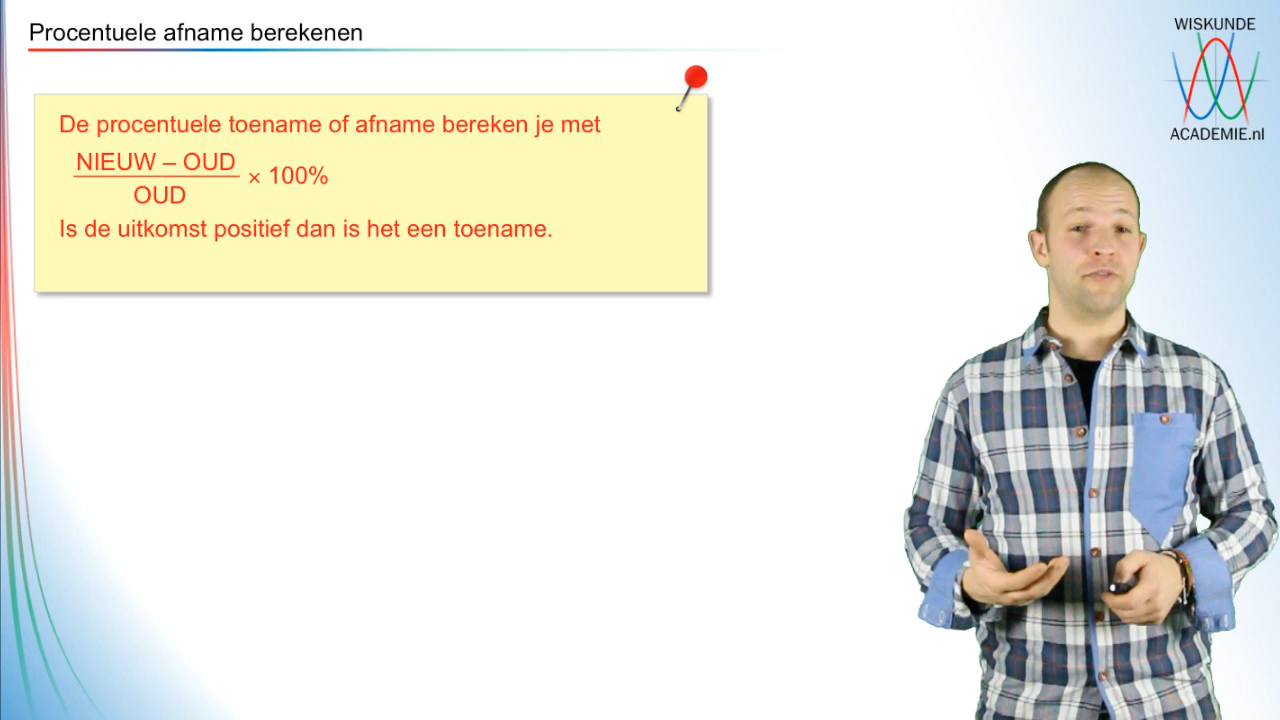 Procentuele afname berekenen
WISKUNDE
ACADEMIE.nl
De procentuele toename of afname bereken je met
NIEUW – OUD
OUD
× 100%
Is de uitkomst positief dan is het een toename.